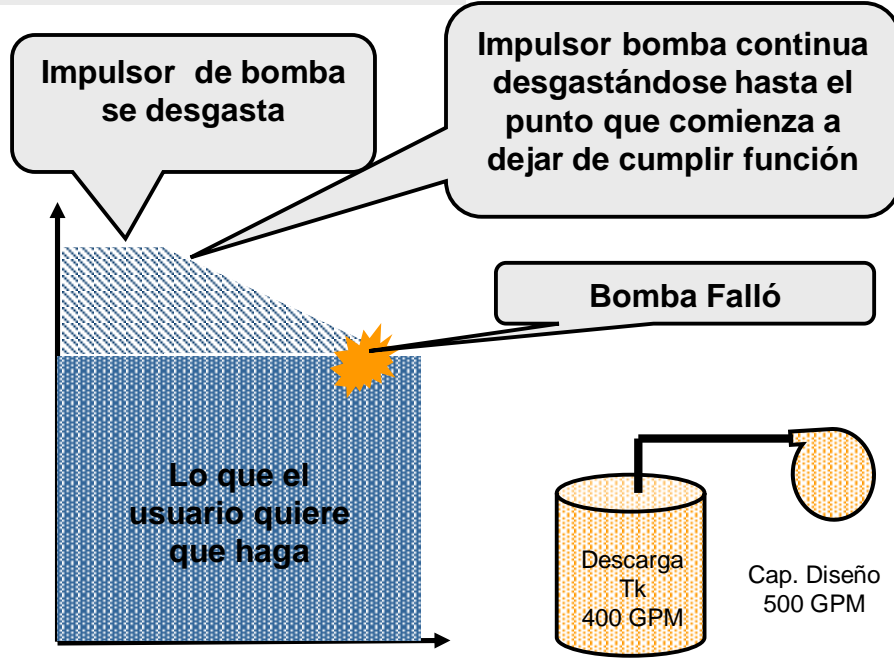 Impulsor de bomba
se desgasta
Impulsor bomba continua
desgastándose hasta el
punto que comienza a
dejar de cumplir función
Bomba Falló
Lo que el
usuario quiere
que haga
Descarga
Tk
400 GPM
Cap. Diseño
500 GPM